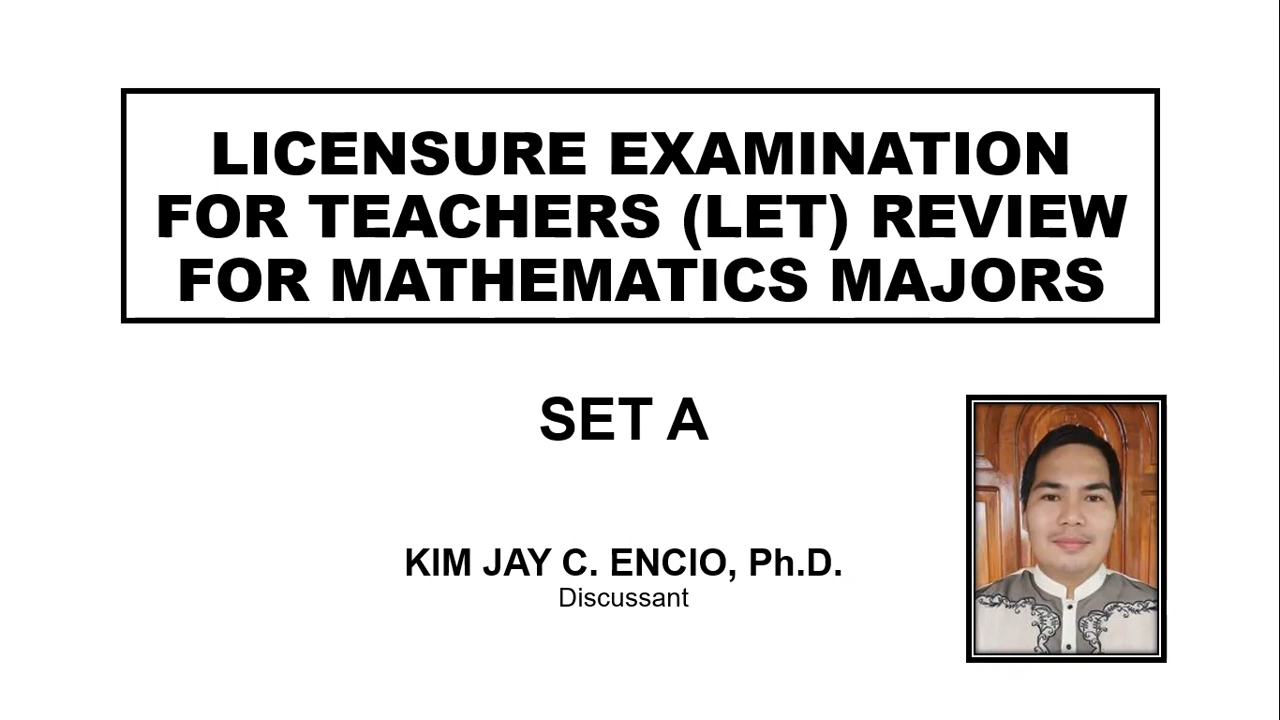 LICENSURE EXAMINATION
FOR TEACHERS (LET) REVIEW
FOR MATHEMATICS MAJORS
SET A
KIM JAY C. ENCIO, Ph.D.
Discussant